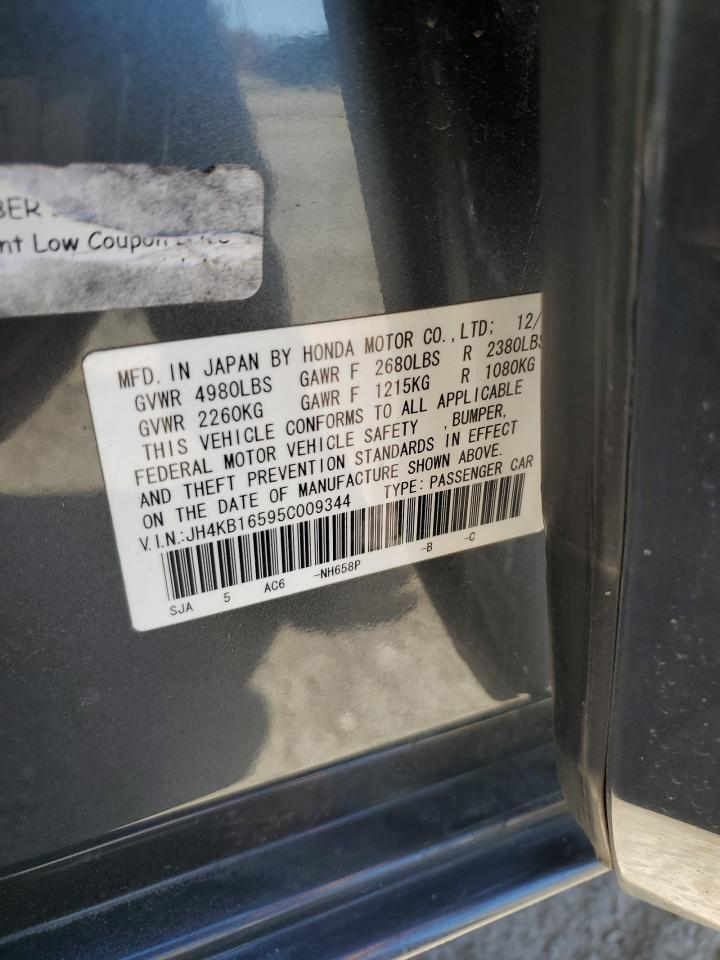 BER
nt Low Coupon
MFD. IN JAPAN BY HONDA MOTOR CO.,LTD; 12/
GVWR 4980LBS GAWR F 2680LBS R 2380LBS
GVWR 2260KG GAWR F 1215KG R 1080KG
THIS VEHICLE CONFORMS TO ALL APPLICABLE
FEDERAL MOTOR VEHICLE SAFETY ,BUMPER,
AND THEFT PREVENTION STANDARDS IN EFFECT
ON THE DATE OF MANUFACTURE SHOWN ABOVE.
V.I.N.:JH4KB16595C009344 TYPE: PASSENGER CAR
SJA 5 AC6 -NH658P -B -C